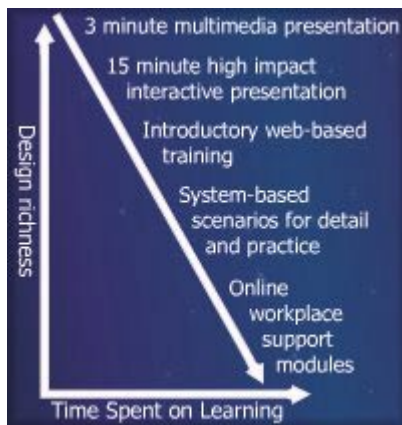 3 minute multimedia presentation
15 minute high impact
interactive presentation
Introductory web-based
training
System-based
scenarios for detail
and practice
Online
workplace
support
modules
Design richness
Time Spent on Learning